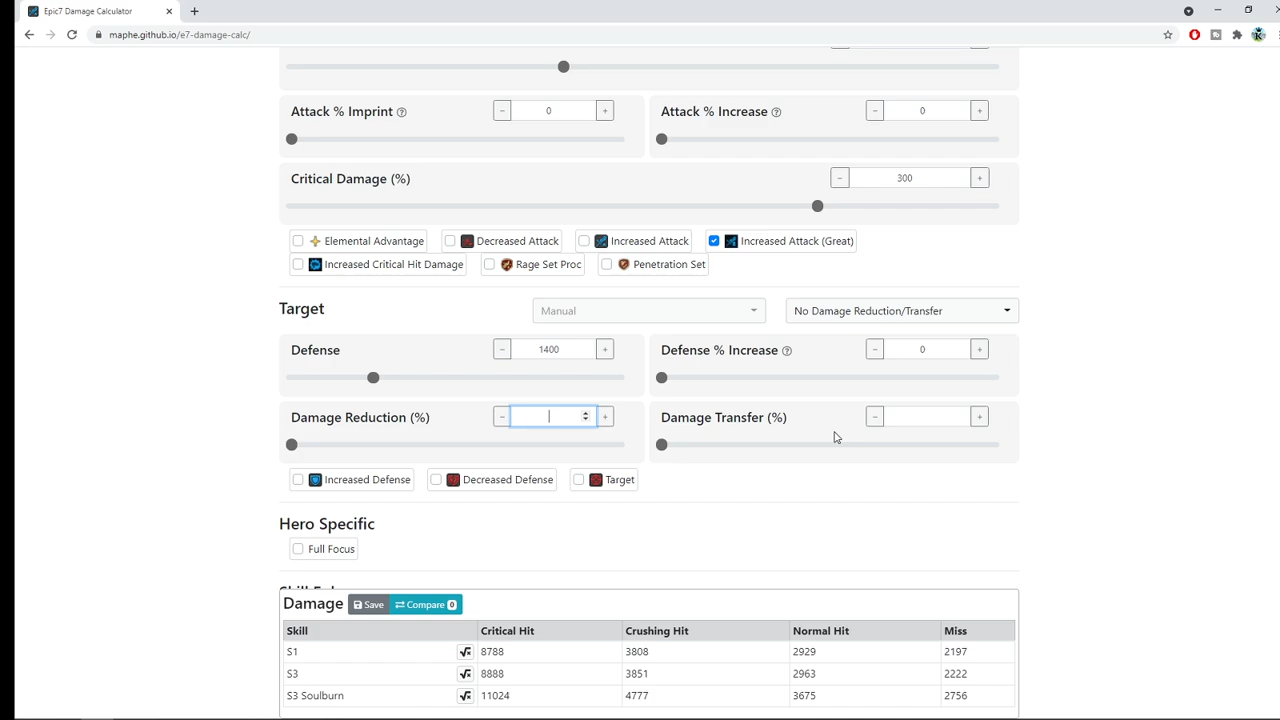 Epic7 Damage Calculator
maphe.github.io/e7-damage-calc/
Attack % Imprint 0
Attack % Increase 0
Critical Damage (%) 300
Elemental Advantage Decreased Attack Increased Attack Increased Attack (Great)
Increased Critical Hit Damage Rage Set Proc Penetration Set
Target Manual No Damage Reduction/Transfer
Defense 1400
Defense % Increase 0
Damage Reduction (%)
Damage Transfer (%)
Increased Defense Decreased Defense Target
Hero Specific
Full Focus
Damage Save Compare 0
Skill Critical Hit Crushing Hit Normal Hit Miss
S1 8788 3808 2929 2197
S3 8888 3851 2963 2222
S3 Soulburn 11024 4777 3675 2756